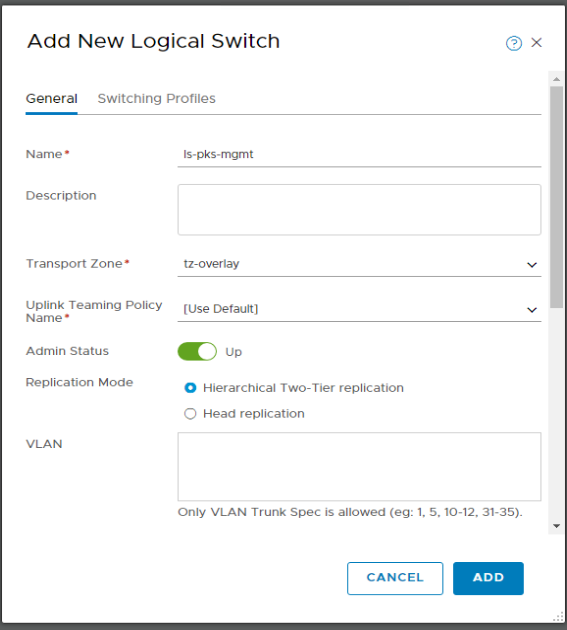 Add New Logical Switch
General Switching Profiles
Name* ls-pks-mgmt
Description
Transport Zone* tz-overlay
Uplink Teaming Policy
Name* [Use Default]
Admin Status Up
Replication Mode Hierarchical Two-Tier replication
Head replication
VLAN
Only VLAN Trunk Spec is allowed (eg: 1, 5, 10-12, 31-35).
CANCEL ADD